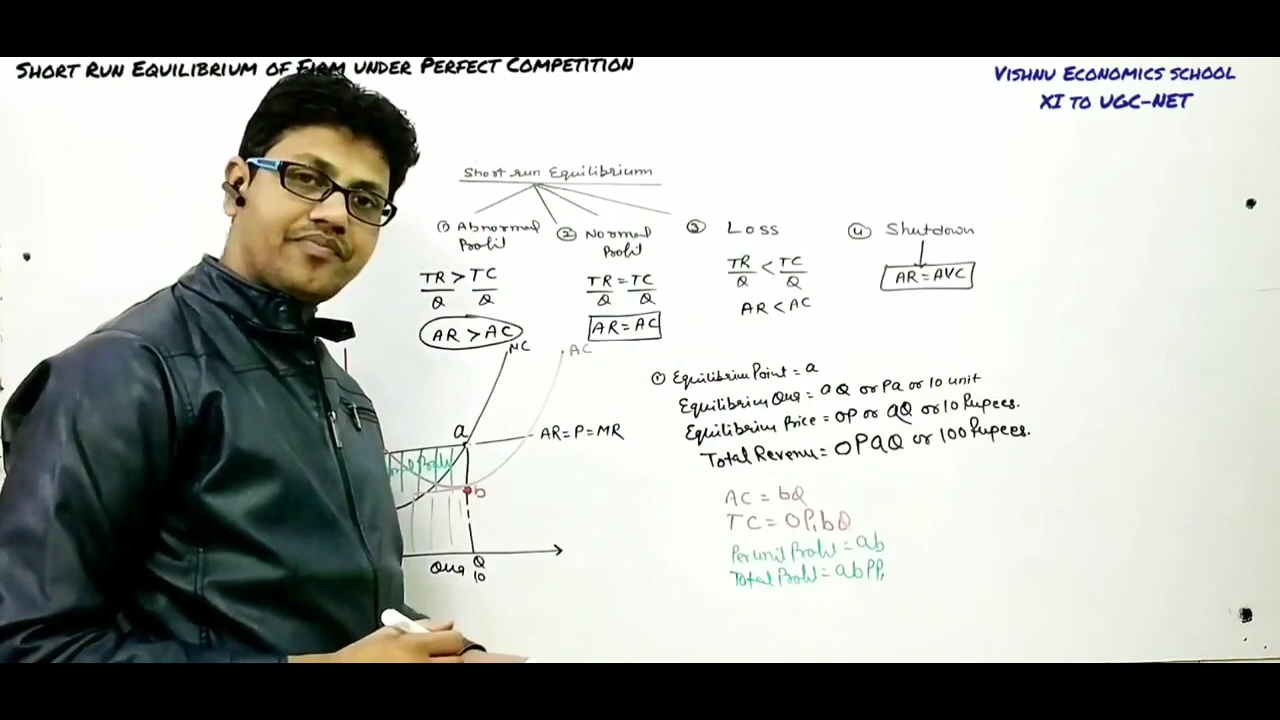 SHORT RUN EQUILIBRIUM OF FIRM UNDER PERFECT COMPETITION
VISHNU ECONOMICS SCHOOL
XI TO UGC-NET
Short run Equilibrium
① Abnormal Profit
TR/Q > TC/Q
AR > AC
② Normal Profit
TR/Q = TC/Q
AR = AC
③ Loss
TR/Q < TC/Q
AR < AC
④ Shutdown
AR = AVC
MC
AC
a
AR = P = MR
Profit
b
Qua
Q
10
① Equilibrium Point = a
Equilibrium Qua = aQ or Pa or 10 unit
Equilibrium Price = OP or aQ or 10 Rupees.
Total Revenu = OPaQ or 100 Rupees.
AC = bQ
TC = OP₁bQ
Per unit Profit = ab
Total Profit = abPP₁